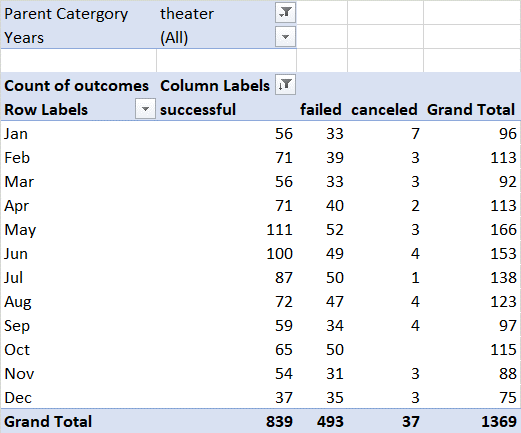 Parent Catergory theater
Years (All)
Count of outcomes Column Labels
Row Labels successful failed canceled Grand Total
Jan 56 33 7 96
Feb 71 39 3 113
Mar 56 33 3 92
Apr 71 40 2 113
May 111 52 3 166
Jun 100 49 4 153
Jul 87 50 1 138
Aug 72 47 4 123
Sep 59 34 4 97
Oct 65 50 115
Nov 54 31 3 88
Dec 37 35 3 75
Grand Total 839 493 37 1369